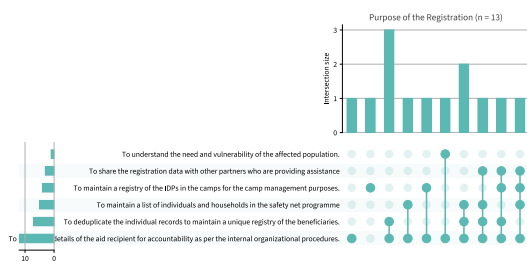 Purpose of the Registration (n = 13)
3
2
1
0
Intersection size
To understand the need and vulnerability of the affected population.
To share the registration data with other partners who are providing assistance
To maintain a registry of the IDPs in the camps for the camp management purposes.
To maintain a list of individuals and households in the safety net programme
To deduplicate the individual records to maintain a unique registry of the beneficiaries.
To details of the aid recipient for accountability as per the internal organizational procedures.
10 0